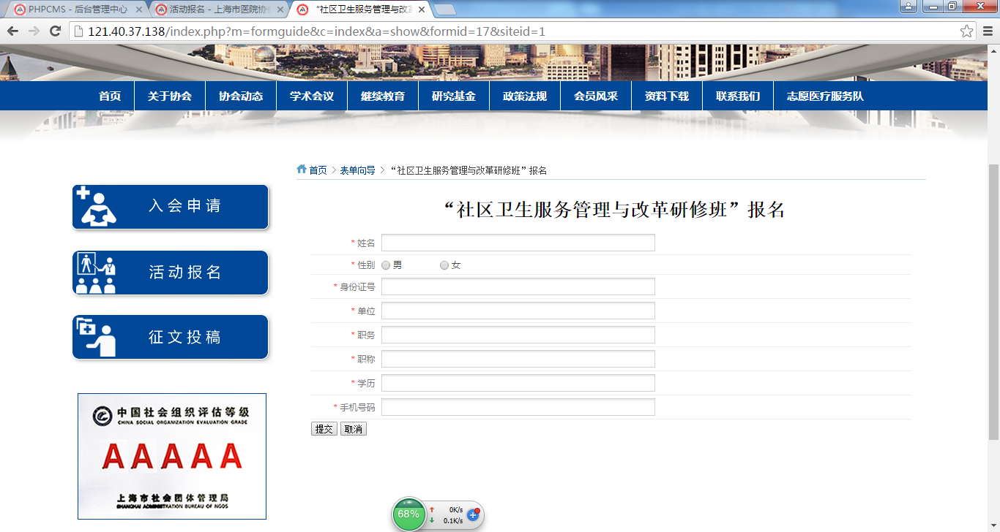 PHPCMS - 后台管理中心
活动报名 - 上海市医院协
“社区卫生服务管理与改
121.40.37.138/index.php?m=formguide&c=index&a=show&formid=17&siteid=1
首页 关于协会 协会动态 学术会议 继续教育 研究基金 政策法规 会员风采 资料下载 联系我们 志愿医疗服务队
首页 > 表单向导 > “社区卫生服务管理与改革研修班”报名
入会申请
活动报名
征文投稿
中国社会组织评估等级
CHINA SOCIAL ORGANIZATION EVALUATION GRADE
AAAAA
上海市社会团体管理局
SHANGHAI ADMINISTRATION BUREAU OF NGOS
“社区卫生服务管理与改革研修班”报名
* 姓名
* 性别 男 女
* 身份证号
* 单位
* 职务
* 职称
* 学历
* 手机号码
提交 取消
68%
0K/s
0.1K/s